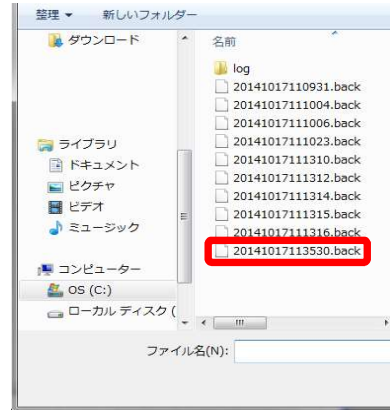 整理 新しいフォルダー
ダウンロード
ライブラリ
ドキュメント
ピクチャ
ビデオ
ミュージック
コンピューター
OS (C:)
ローカル ディスク (
名前
log
20141017110931.back
20141017111004.back
20141017111006.back
20141017111023.back
20141017111310.back
20141017111312.back
20141017111314.back
20141017111315.back
20141017111316.back
20141017113530.back
ファイル名(N):